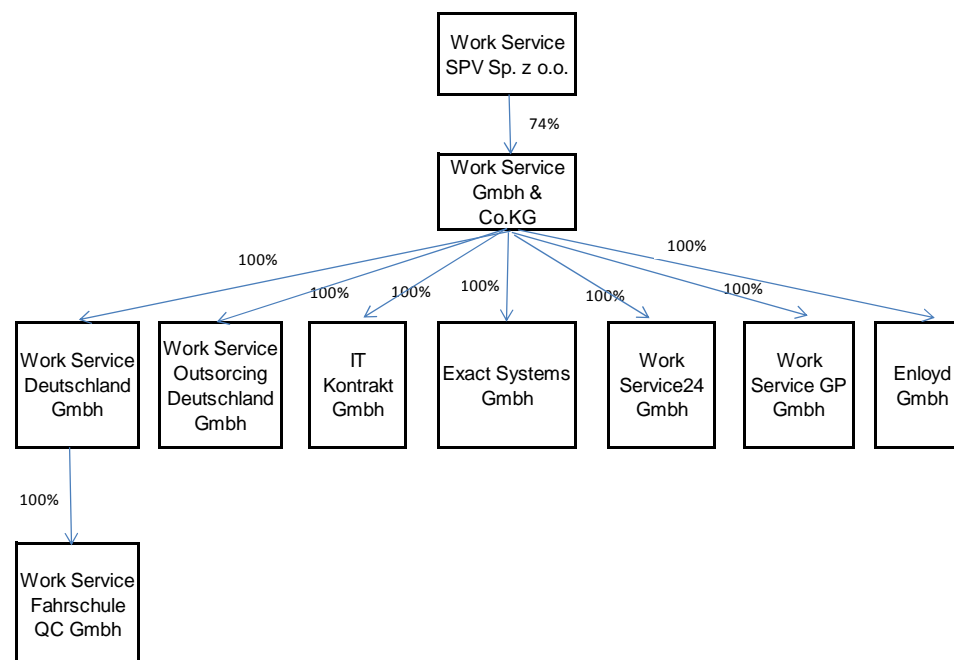 Work Service
SPV Sp. z o.o.
74%
Work Service
Gmbh &
Co.KG
100%
100%
100%
100%
100%
100%
100%
Work Service
Deutschland
Gmbh
Work Service
Outsorcing
Deutschland
Gmbh
IT
Kontrakt
Gmbh
Exact Systems
Gmbh
Work
Service24
Gmbh
Work
Service GP
Gmbh
Enloyd
Gmbh
100%
Work Service
Fahrschule
QC Gmbh